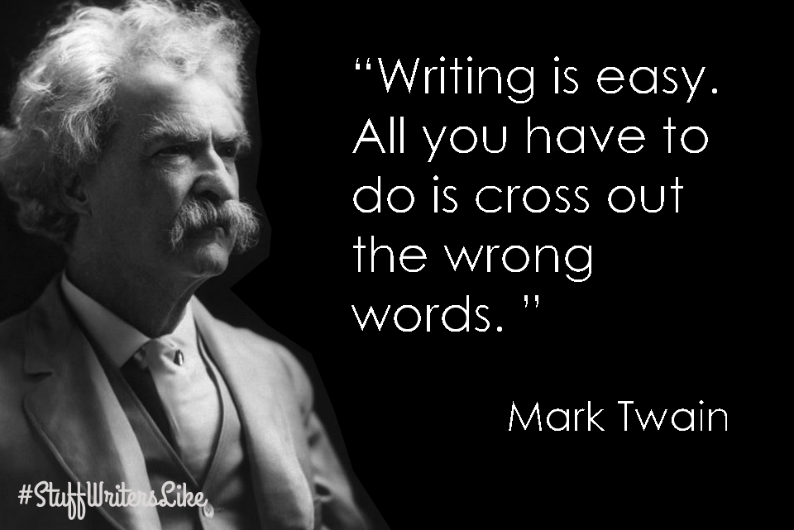 “Writing is easy.
All you have to
do is cross out
the wrong
words. ”
Mark Twain
#StuffWritersLike